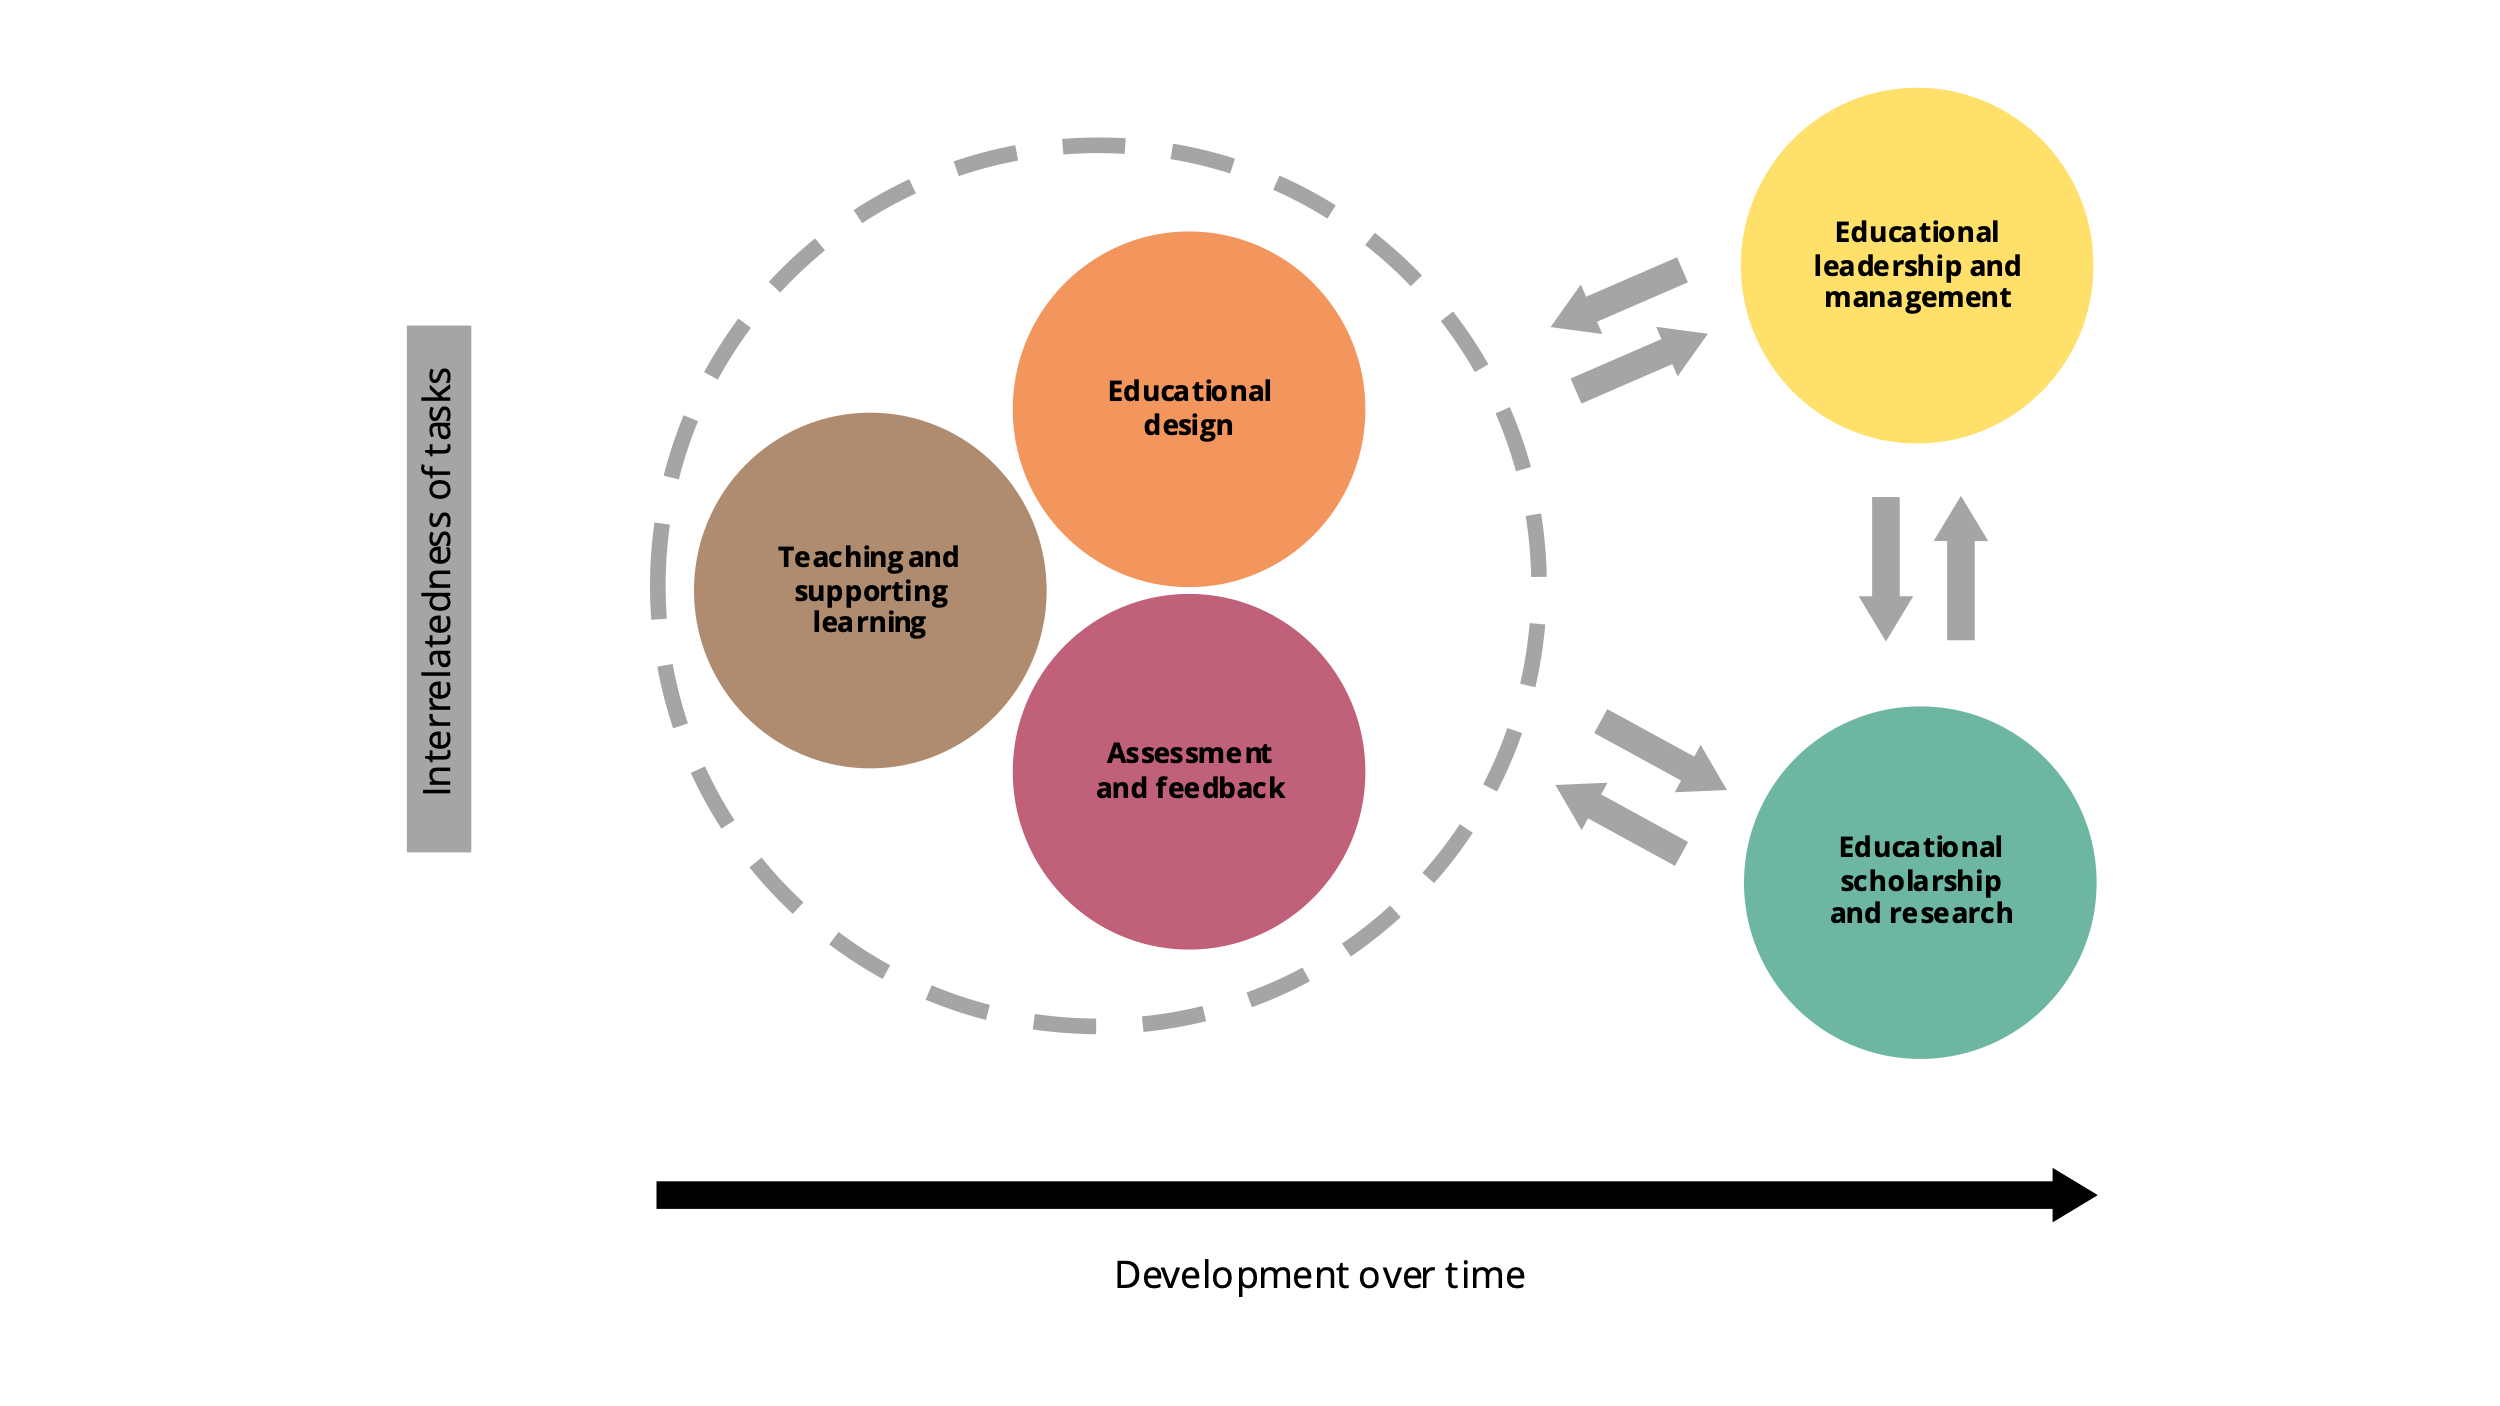 Interrelatedness of tasks
Educational
design
Teaching and
supporting
learning
Assessment
and feedback
Educational
leadership and
management
Educational
scholarship
and research
Development over time